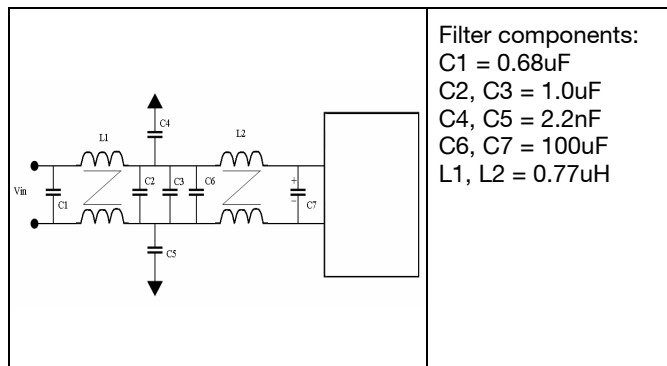 Filter components:
C1 = 0.68uF
C2, C3 = 1.0uF
C4, C5 = 2.2nF
C6, C7 = 100uF
L1, L2 = 0.77uH
C4
L1
L2
Vin
C1
C2
C3
C6
+
−
C7
C5